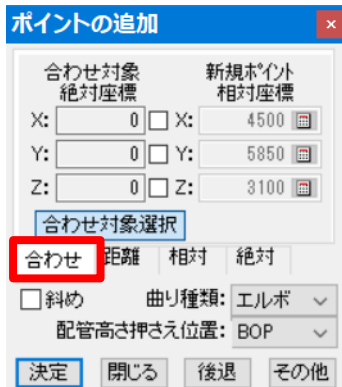 ポイントの追加 ×
合わせ対象 新規ポイント
絶対座標 相対座標
X: 0 X: 4500
Y: 0 Y: 5850
Z: 0 Z: 3100
合わせ対象選択
合わせ 距離 相対 絶対
斜め 曲り種類: エルボ
配管高さ押さえ位置: BOP
決定 閉じる 後退 その他